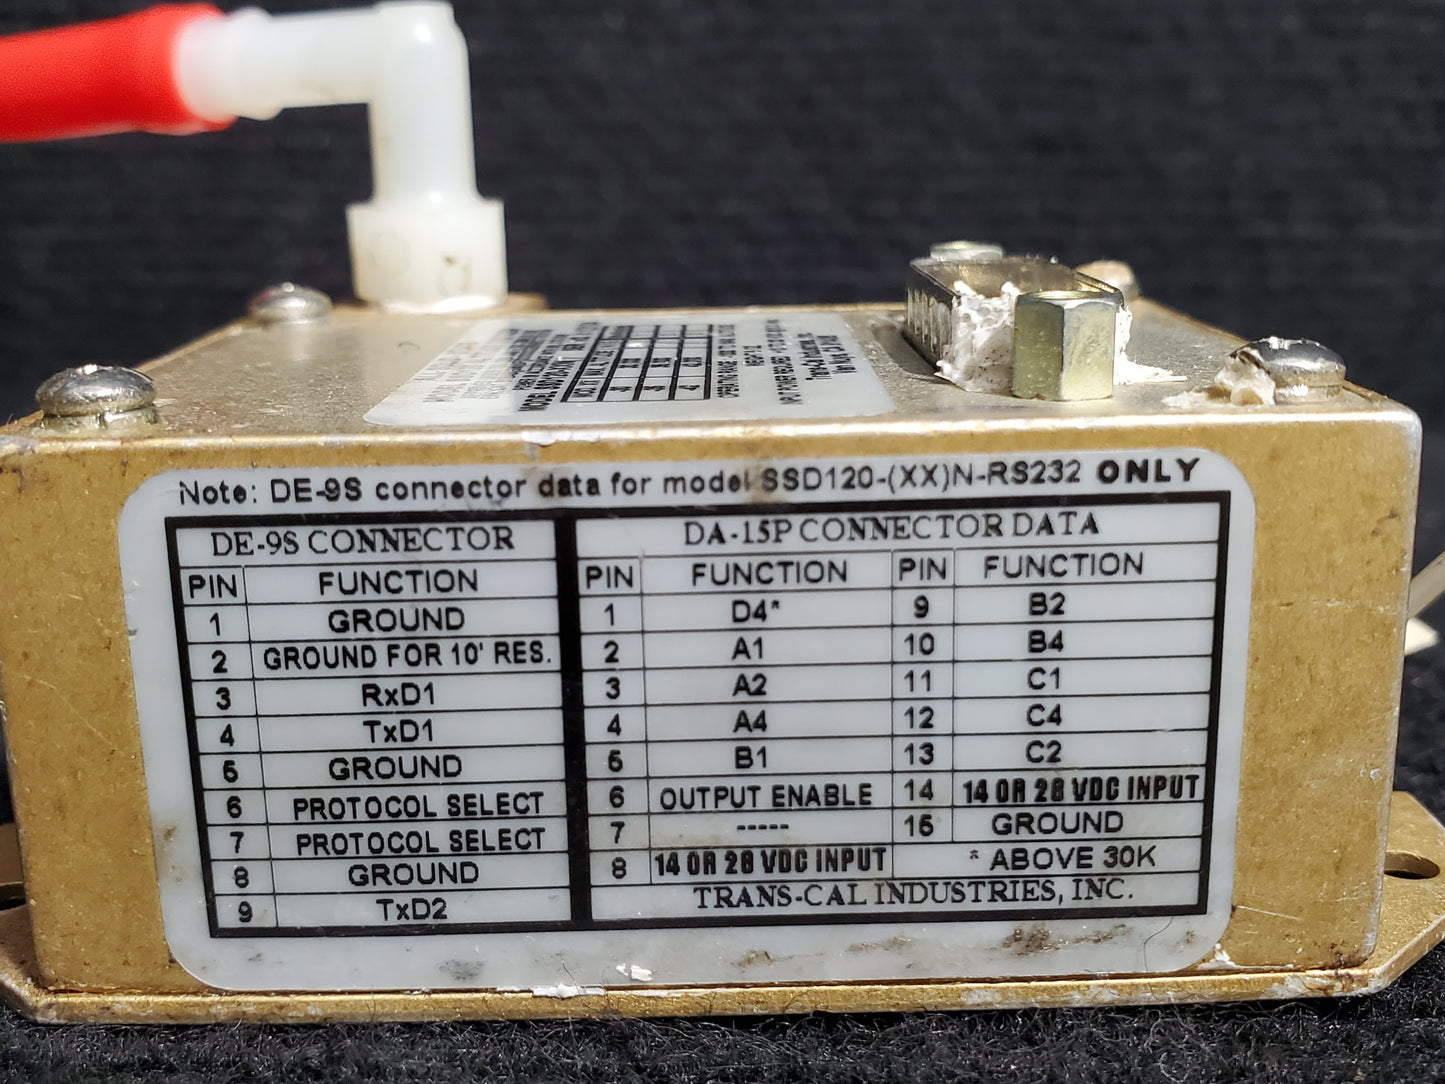 Note: DE-9S connector data for model SSD120-(XX)N-RS232 ONLY
DE-9S CONNECTOR
PIN FUNCTION
1 GROUND
2 GROUND FOR 10' RES.
3 RxD1
4 TxD1
5 GROUND
6 PROTOCOL SELECT
7 PROTOCOL SELECT
8 GROUND
9 TxD2
DA-15P CONNECTOR DATA
PIN FUNCTION PIN FUNCTION
1 D4* 9 B2
2 A1 10 B4
3 A2 11 C1
4 A4 12 C4
5 B1 13 C2
6 OUTPUT ENABLE 14 14 OR 28 VDC INPUT
7 ----- 15 GROUND
8 14 OR 28 VDC INPUT * ABOVE 30K
TRANS-CAL INDUSTRIES, INC.